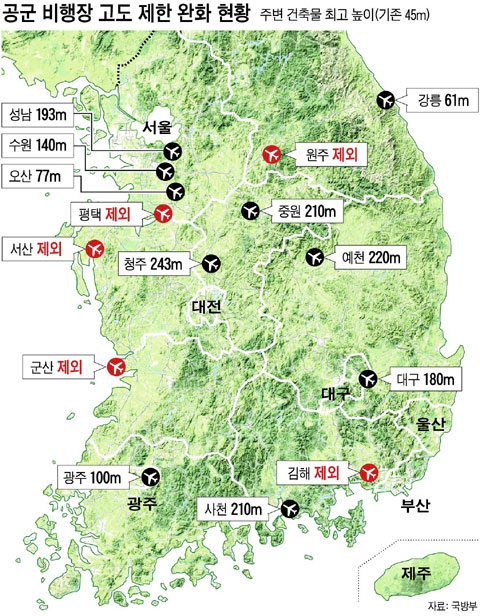 공군 비행장 고도 제한 완화 현황 주변 건축물 최고 높이(기존 45m)
강릉 61m
성남 193m
서울
수원 140m
원주 제외
오산 77m
평택 제외
중원 210m
서산 제외
청주 243m
예천 220m
대전
군산 제외
대구 180m
대구
울산
광주 100m
김해 제외
광주
사천 210m
부산
제주
자료: 국방부